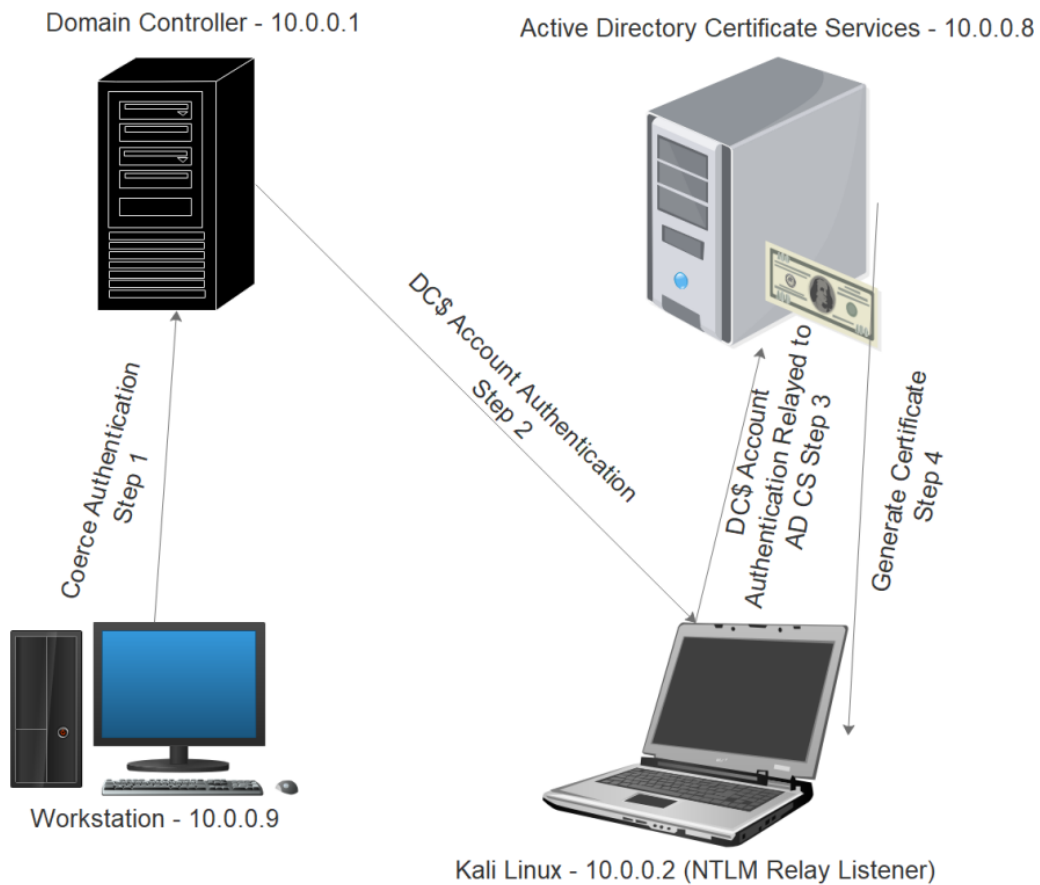 Domain Controller - 10.0.0.1
Active Directory Certificate Services - 10.0.0.8
Coerce Authentication
Step 1
DC$ Account Authentication
Step 2
DC$ Account
Authentication Relayed to
AD CS Step 3
Generate Certificate
Step 4
Workstation - 10.0.0.9
Kali Linux - 10.0.0.2 (NTLM Relay Listener)